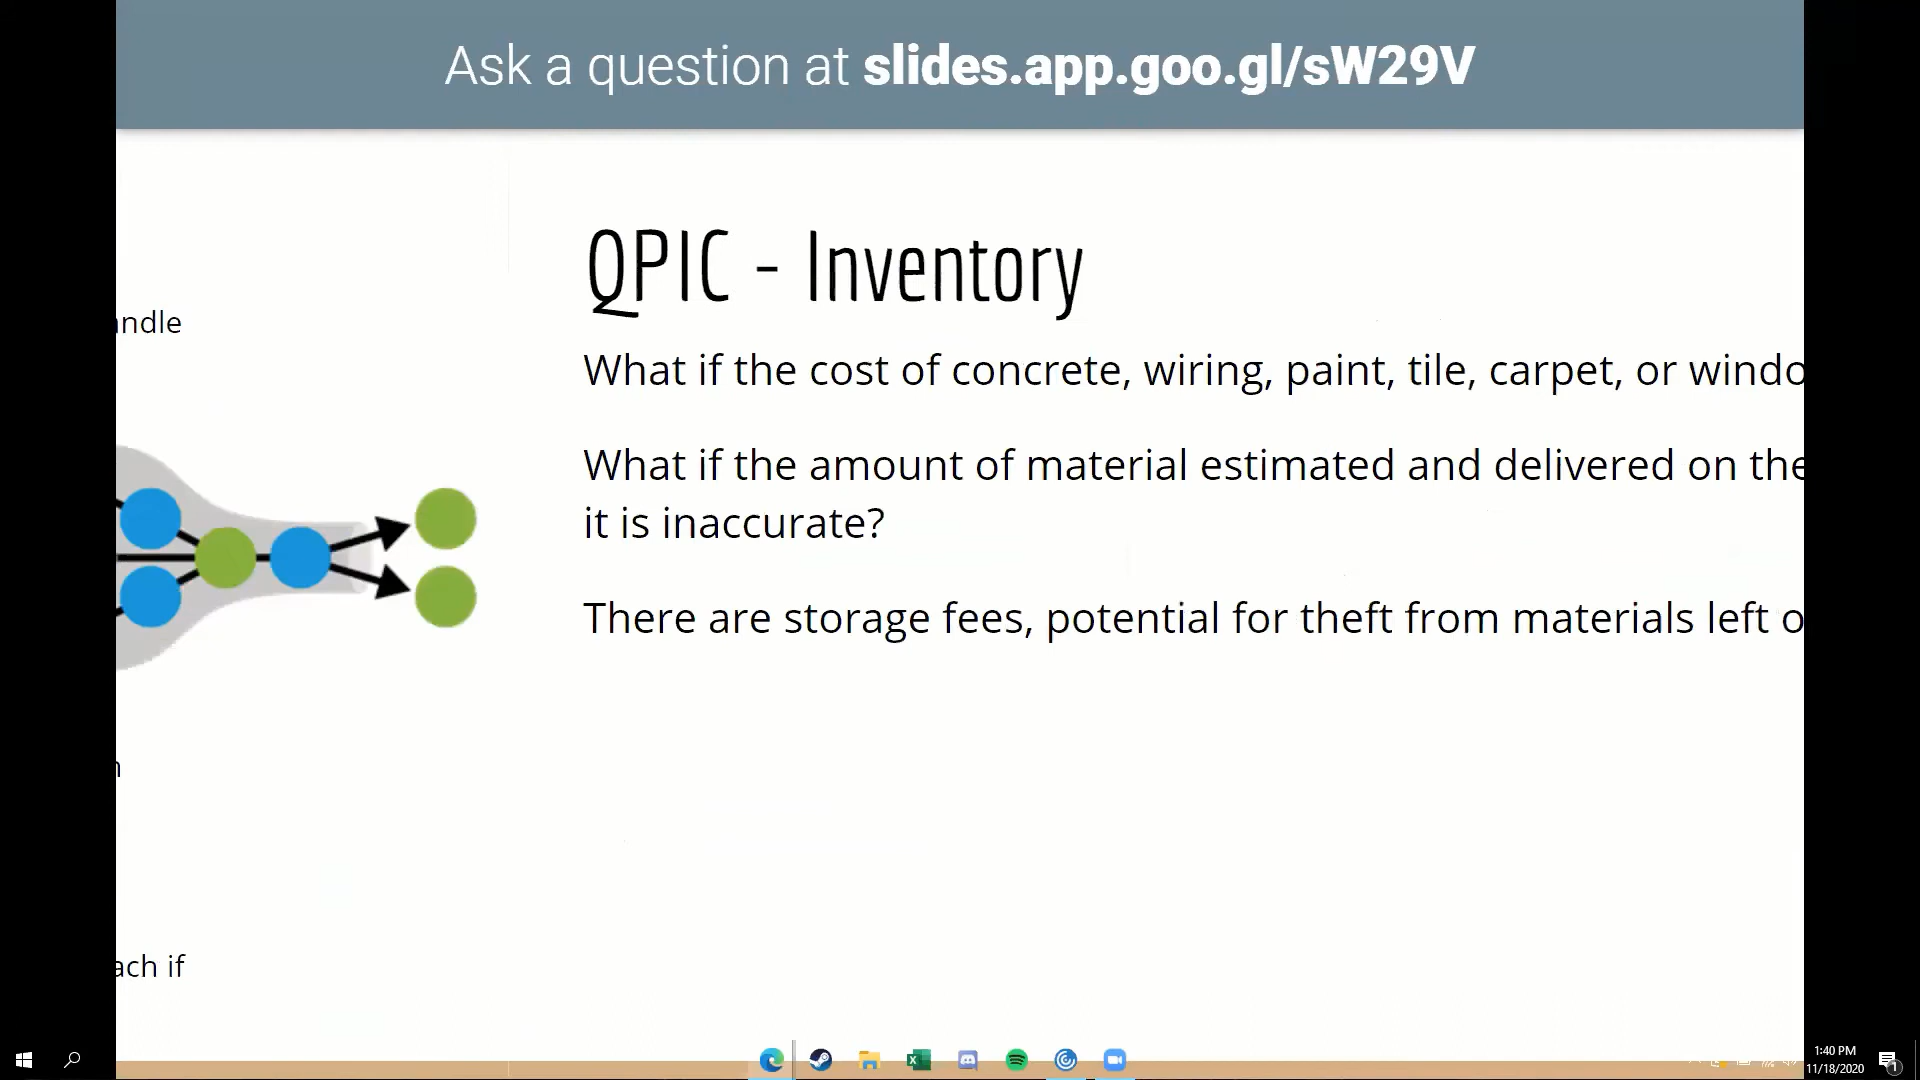 Ask a question at slides.app.goo.gl/sW29V
QPIC - Inventory
What if the cost of concrete, wiring, paint, tile, carpet, or windo
What if the amount of material estimated and delivered on the
it is inaccurate?
There are storage fees, potential for theft from materials left o
ndle
ach if
1:40 PM
11/18/2020
1